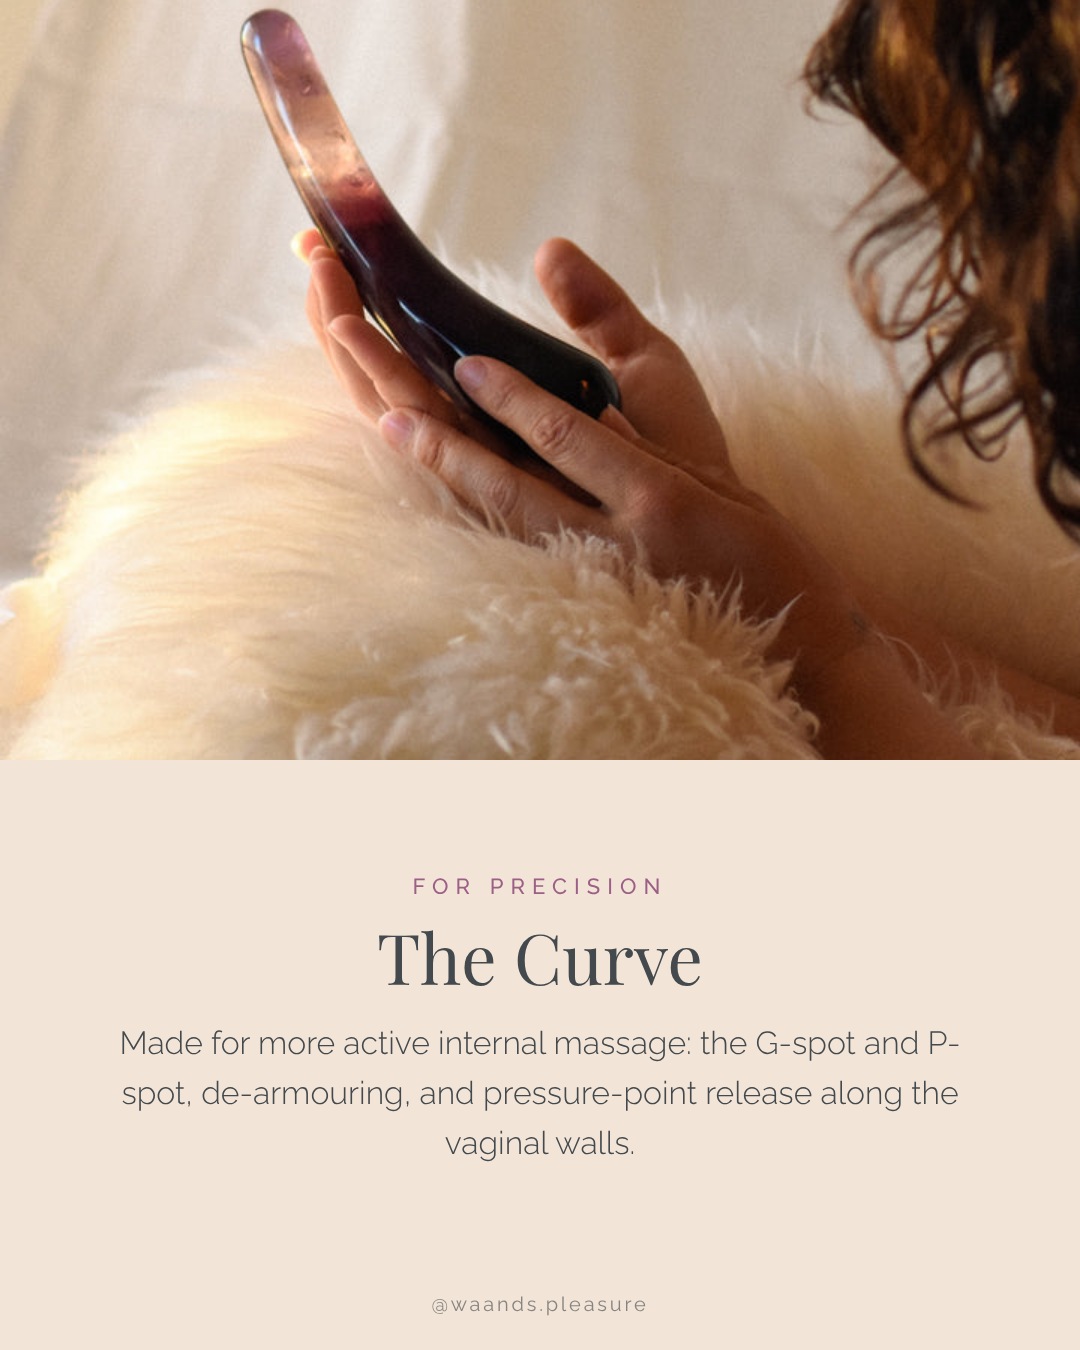 FOR PRECISION
The Curve
Made for more active internal massage: the G-spot and P-
spot, de-armouring, and pressure-point release along the
vaginal walls.
@waands.pleasure